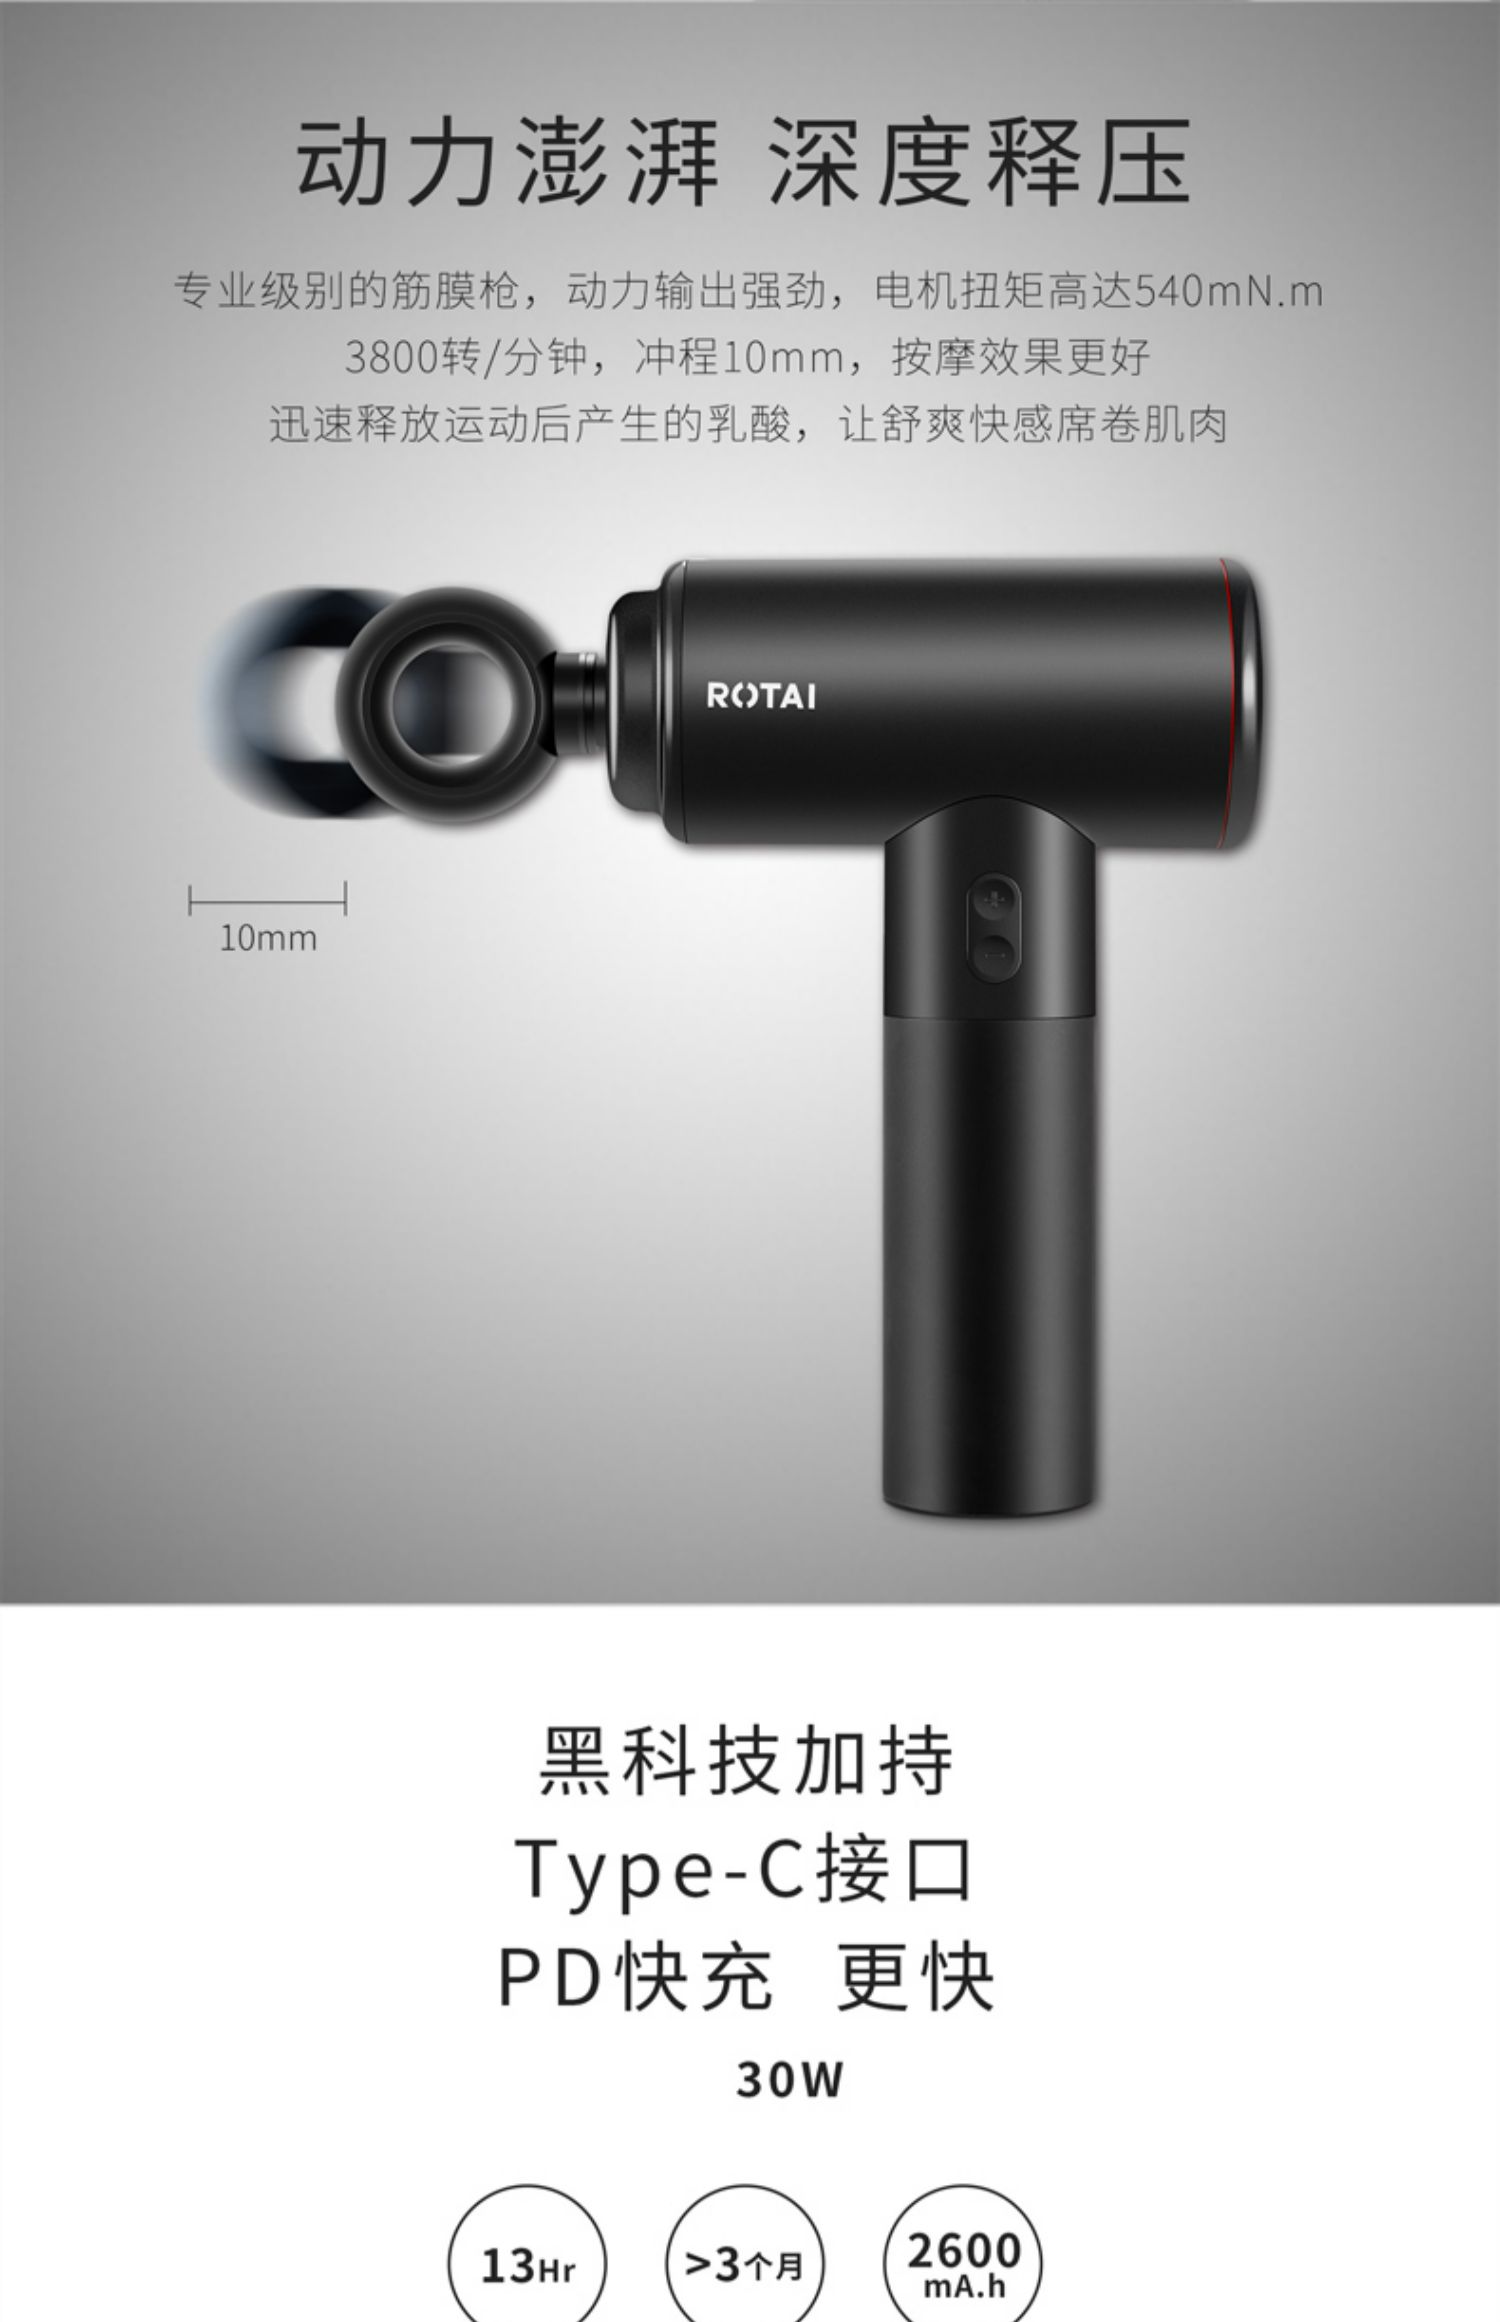 动力澎湃 深度释压
专业级别的筋膜枪，动力输出强劲，电机扭矩高达540mN.m
3800转/分钟，冲程10mm，按摩效果更好
迅速释放运动后产生的乳酸，让舒爽快感席卷肌肉
ROTAI
10mm
黑科技加持
Type-C接口
PD快充 更快
30W
13Hr
>3个月
2600
mA.h